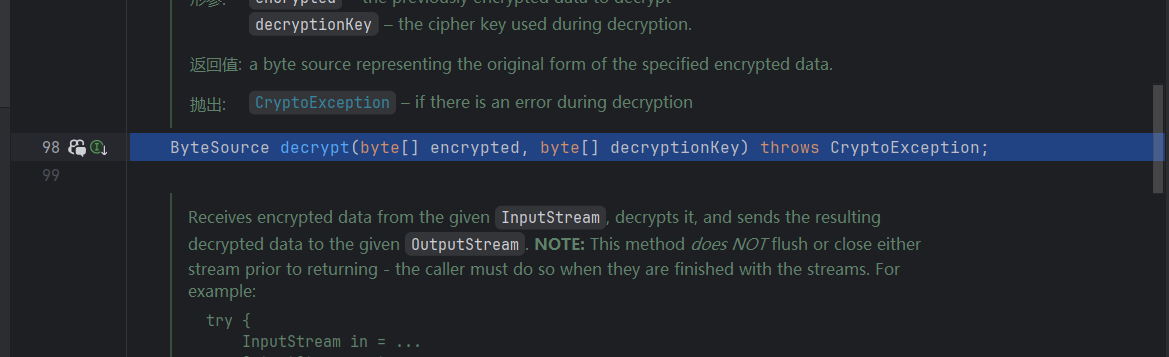 形参: encrypted – the previously encrypted data to decrypt
decryptionKey – the cipher key used during decryption.
返回值: a byte source representing the original form of the specified encrypted data.
抛出: CryptoException – if there is an error during decryption
98 ByteSource decrypt(byte[] encrypted, byte[] decryptionKey) throws CryptoException;
99
Receives encrypted data from the given InputStream, decrypts it, and sends the resulting
decrypted data to the given OutputStream. NOTE: This method does NOT flush or close either
stream prior to returning - the caller must do so when they are finished with the streams. For
example:
try {
InputStream in = ...